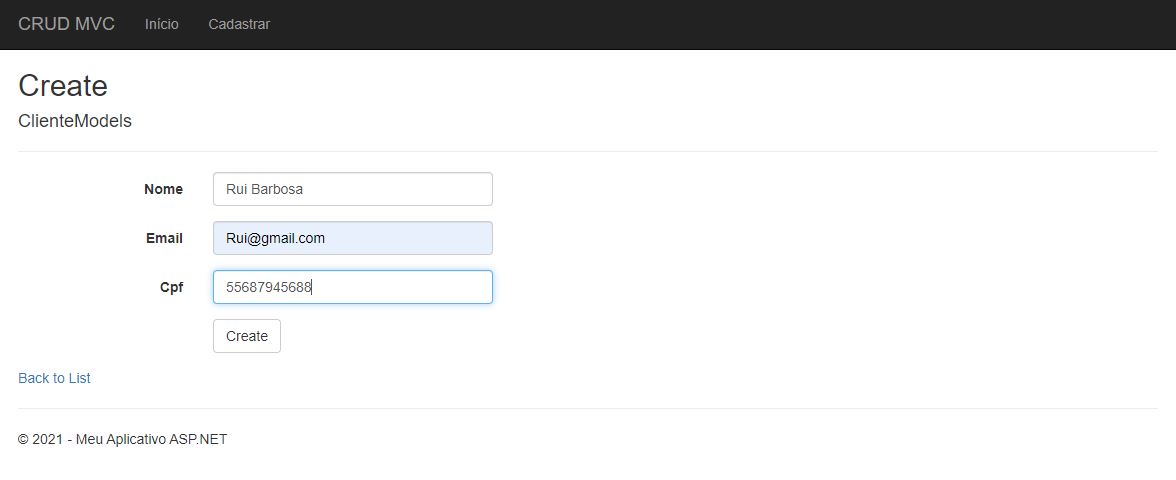 CRUD MVC Início Cadastrar
Create
ClienteModels
Nome Rui Barbosa
Email Rui@gmail.com
Cpf 55687945688
Create
Back to List
© 2021 - Meu Aplicativo ASP.NET